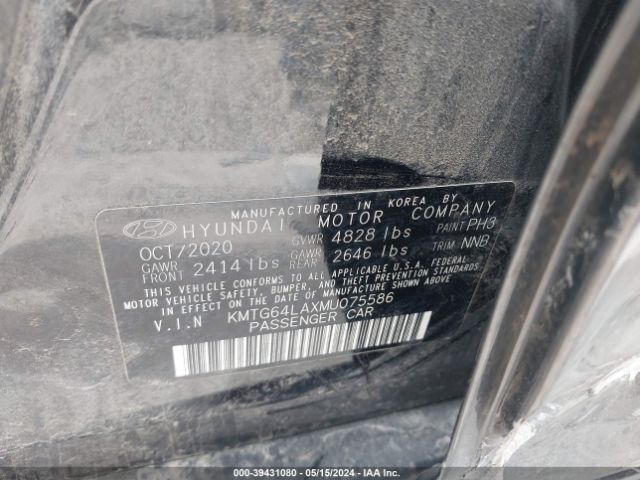 MANUFACTURED IN KOREA BY
HYUNDAI MOTOR COMPANY
OCT/2020 GVWR 4828 lbs PAINT PH3
GAWR FRONT 2414 lbs GAWR REAR 2646 lbs TRIM NNB
THIS VEHICLE CONFORMS TO ALL APPLICABLE U.S.A. FEDERAL
MOTOR VEHICLE SAFETY, BUMPER, AND THEFT PREVENTION STANDARDS
IN EFFECT ON THE DATE OF MANUFACTURE SHOWN ABOVE.
V.I.N KMTG64LAXMU075586
PASSENGER CAR
000-39431080 - 05/15/2024 - IAA Inc.